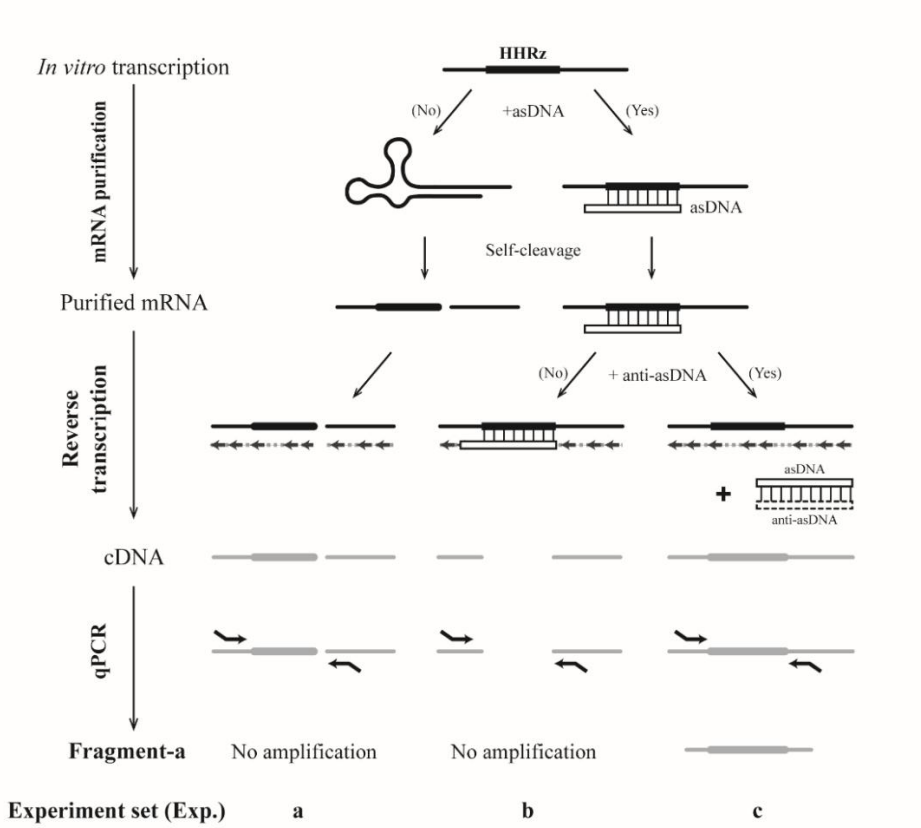 HHRz
In vitro transcription
(No) +asDNA (Yes)
mRNA purification
asDNA
Self-cleavage
Purified mRNA
(No) + anti-asDNA (Yes)
Reverse
transcription
asDNA
+
anti-asDNA
cDNA
qPCR
Fragment-a No amplification No amplification
Experiment set (Exp.) a b c